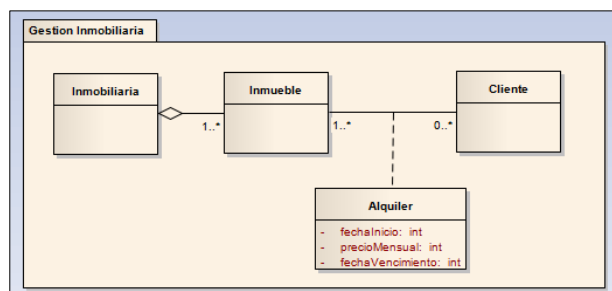 Gestion Inmobiliaria
Inmobiliaria
Inmueble
Cliente
1..*
1..*
0..*
Alquiler
- fechaInicio: int
- precioMensual: int
- fechaVencimiento: int